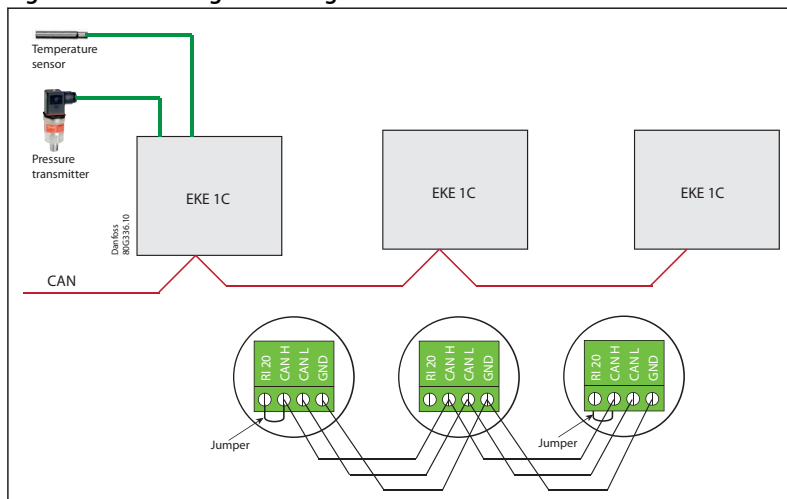 Temperature
sensor
Pressure
transmitter
EKE 1C
EKE 1C
EKE 1C
Danfoss
80G336.10
CAN
RI 20
CAN H
CAN L
GND
RI 20
CAN H
CAN L
GND
RI 20
CAN H
CAN L
GND
Jumper
Jumper